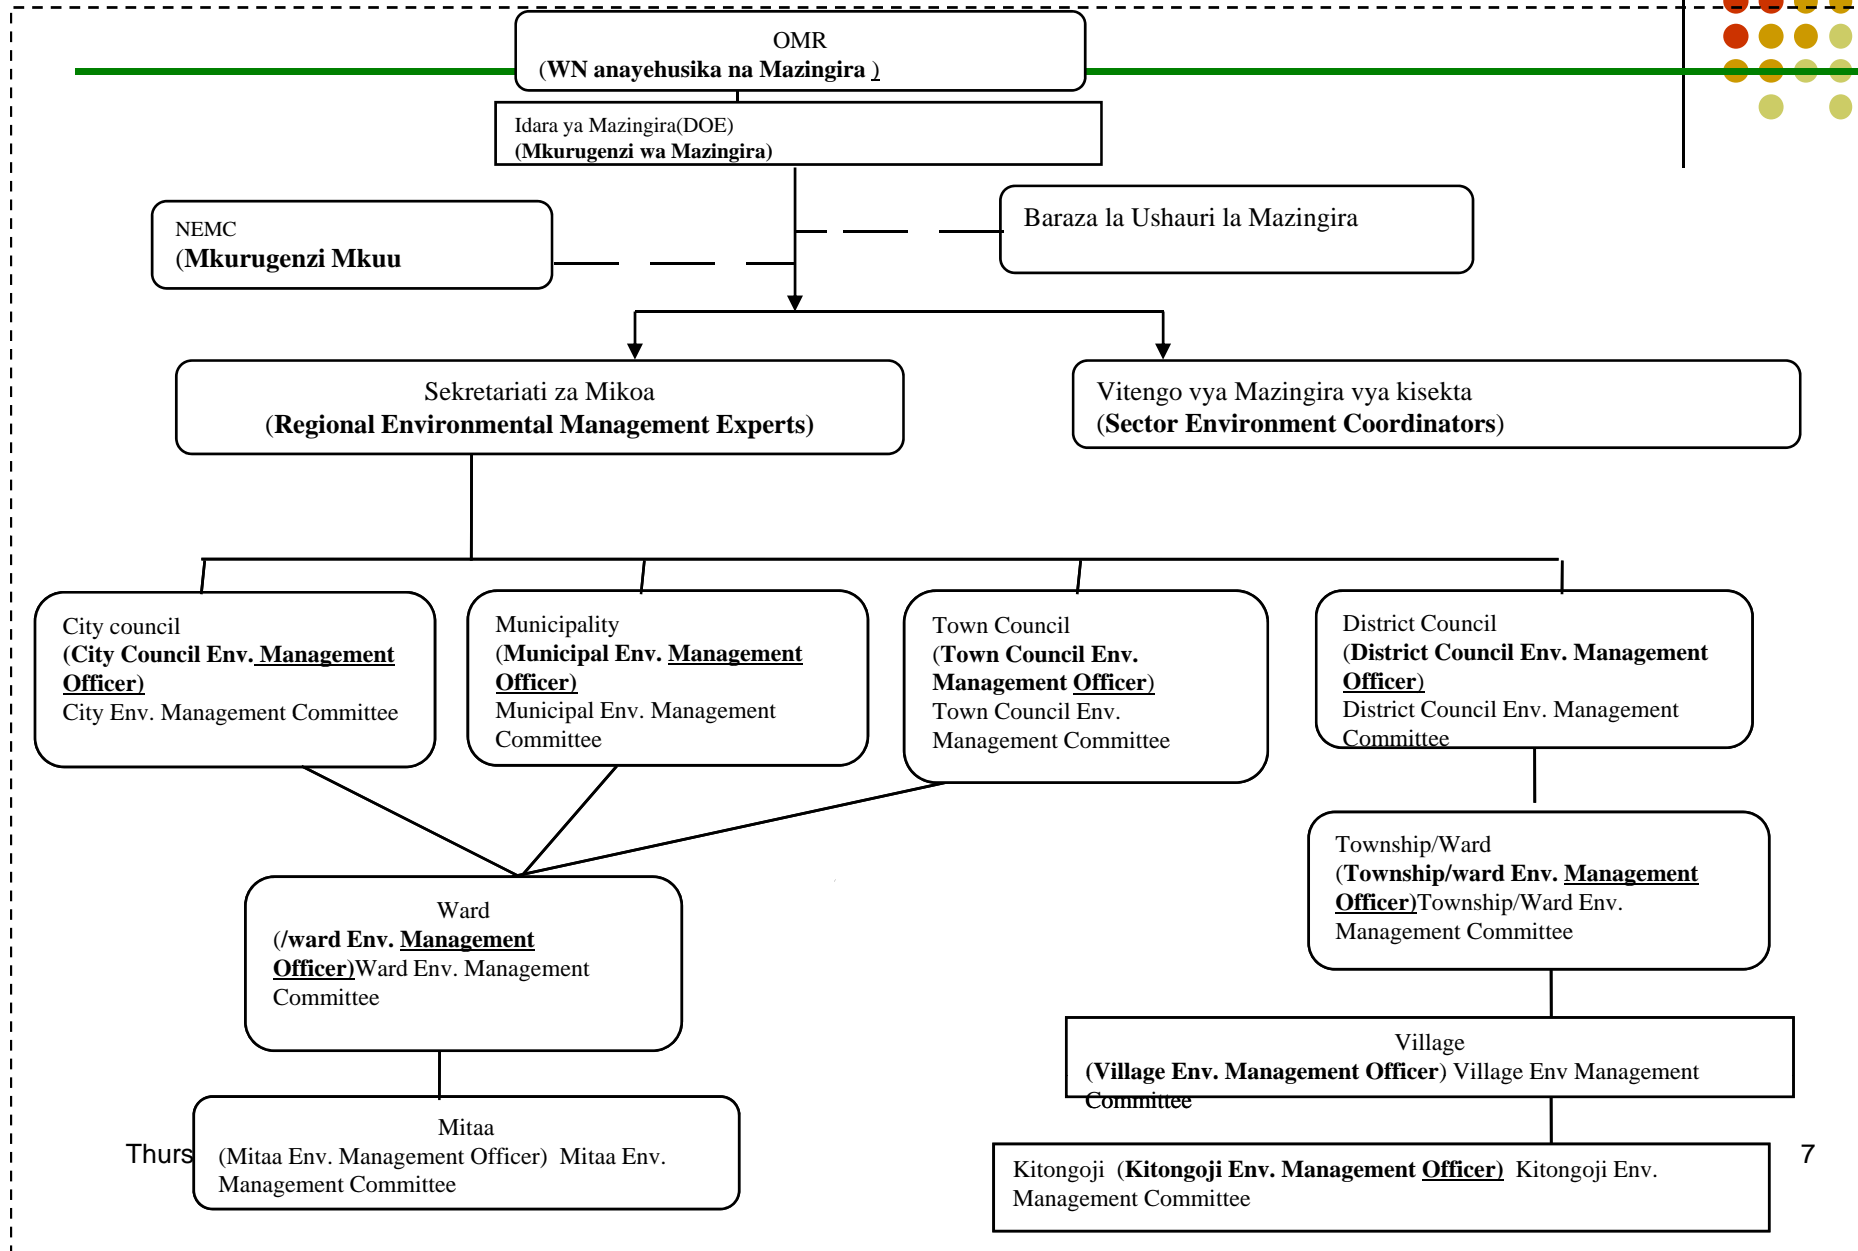 OMR
(WN anayehusika na Mazingira )
Idara ya Mazingira(DOE)
(Mkurugenzi wa Mazingira)
NEMC
(Mkurugenzi Mkuu
Baraza la Ushauri la Mazingira
Sekretariati za Mikoa
(Regional Environmental Management Experts)
Vitengo vya Mazingira vya kisekta
(Sector Environment Coordinators)
City council
(City Council Env. Management
Officer)
City Env. Management Committee
Municipality
(Municipal Env. Management
Officer)
Municipal Env. Management
Committee
Town Council
(Town Council Env.
Management Officer)
Town Council Env.
Management Committee
District Council
(District Council Env. Management
Officer)
District Council Env. Management
Committee
Township/Ward
(Township/ward Env. Management
Officer)Township/Ward Env.
Management Committee
Ward
(/ward Env. Management
Officer)Ward Env. Management
Committee
Village
(Village Env. Management Officer) Village Env Management
Committee
Mitaa
(Mitaa Env. Management Officer) Mitaa Env.
Management Committee
Kitongoji (Kitongoji Env. Management Officer) Kitongoji Env.
Management Committee
Thurs
7